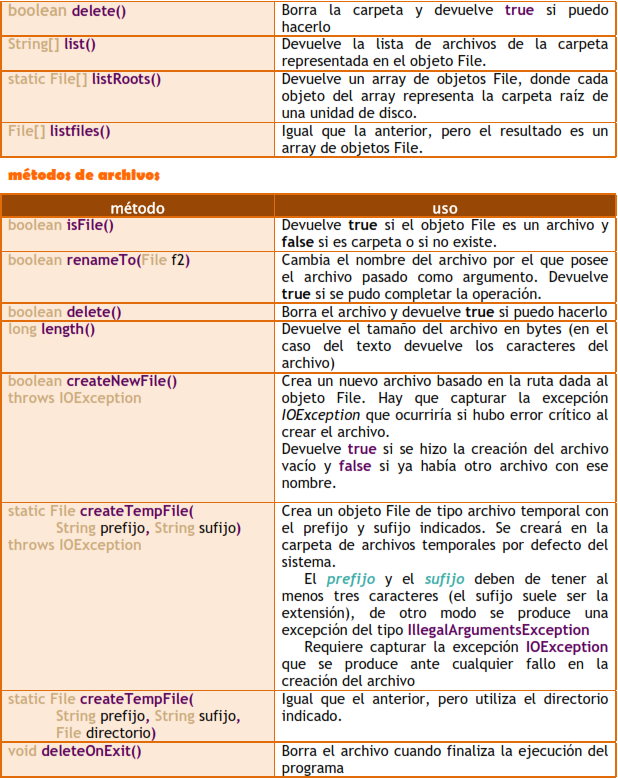 boolean delete()
Borra la carpeta y devuelve true si puedo
hacerlo
String[] list()
Devuelve la lista de archivos de la carpeta
representada en el objeto File.
static File[] listRoots()
Devuelve un array de objetos File, donde cada
objeto del array representa la carpeta raíz de
una unidad de disco.
File[] listfiles()
Igual que la anterior, pero el resultado es un
array de objetos File.
métodos de archivos
método
uso
boolean isFile()
Devuelve true si el objeto File es un archivo y
false si es carpeta o si no existe.
boolean renameTo(File f2)
Cambia el nombre del archivo por el que posee
el archivo pasado como argumento. Devuelve
true si se pudo completar la operación.
boolean delete()
Borra el archivo y devuelve true si puedo hacerlo
long length()
Devuelve el tamaño del archivo en bytes (en el
caso del texto devuelve los caracteres del
archivo)
boolean createNewFile()
throws IOException
Crea un nuevo archivo basado en la ruta dada al
objeto File. Hay que capturar la excepción
IOException que ocurriría si hubo error crítico al
crear el archivo.
Devuelve true si se hizo la creación del archivo
vacío y false si ya había otro archivo con ese
nombre.
static File createTempFile(
String prefijo, String sufijo)
throws IOException
Crea un objeto File de tipo archivo temporal con
el prefijo y sufijo indicados. Se creará en la
carpeta de archivos temporales por defecto del
sistema.
El prefijo y el sufijo deben de tener al
menos tres caracteres (el sufijo suele ser la
extensión), de otro modo se produce una
excepción del tipo IllegalArgumentsException
Requiere capturar la excepción IOException
que se produce ante cualquier fallo en la
creación del archivo
static File createTempFile(
String prefijo, String sufijo,
File directorio)
Igual que el anterior, pero utiliza el directorio
indicado.
void deleteOnExit()
Borra el archivo cuando finaliza la ejecución del
programa